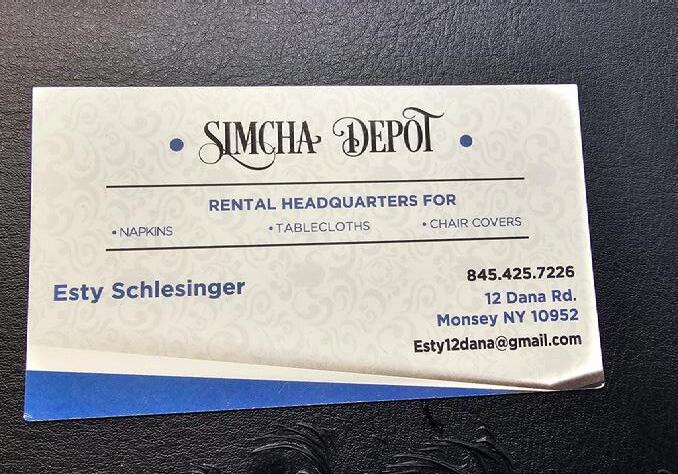 SIMCHA DEPOT
RENTAL HEADQUARTERS FOR
• NAPKINS • TABLECLOTHS • CHAIR COVERS
Esty Schlesinger
845.425.7226
12 Dana Rd.
Monsey NY 10952
Esty12dana@gmail.com